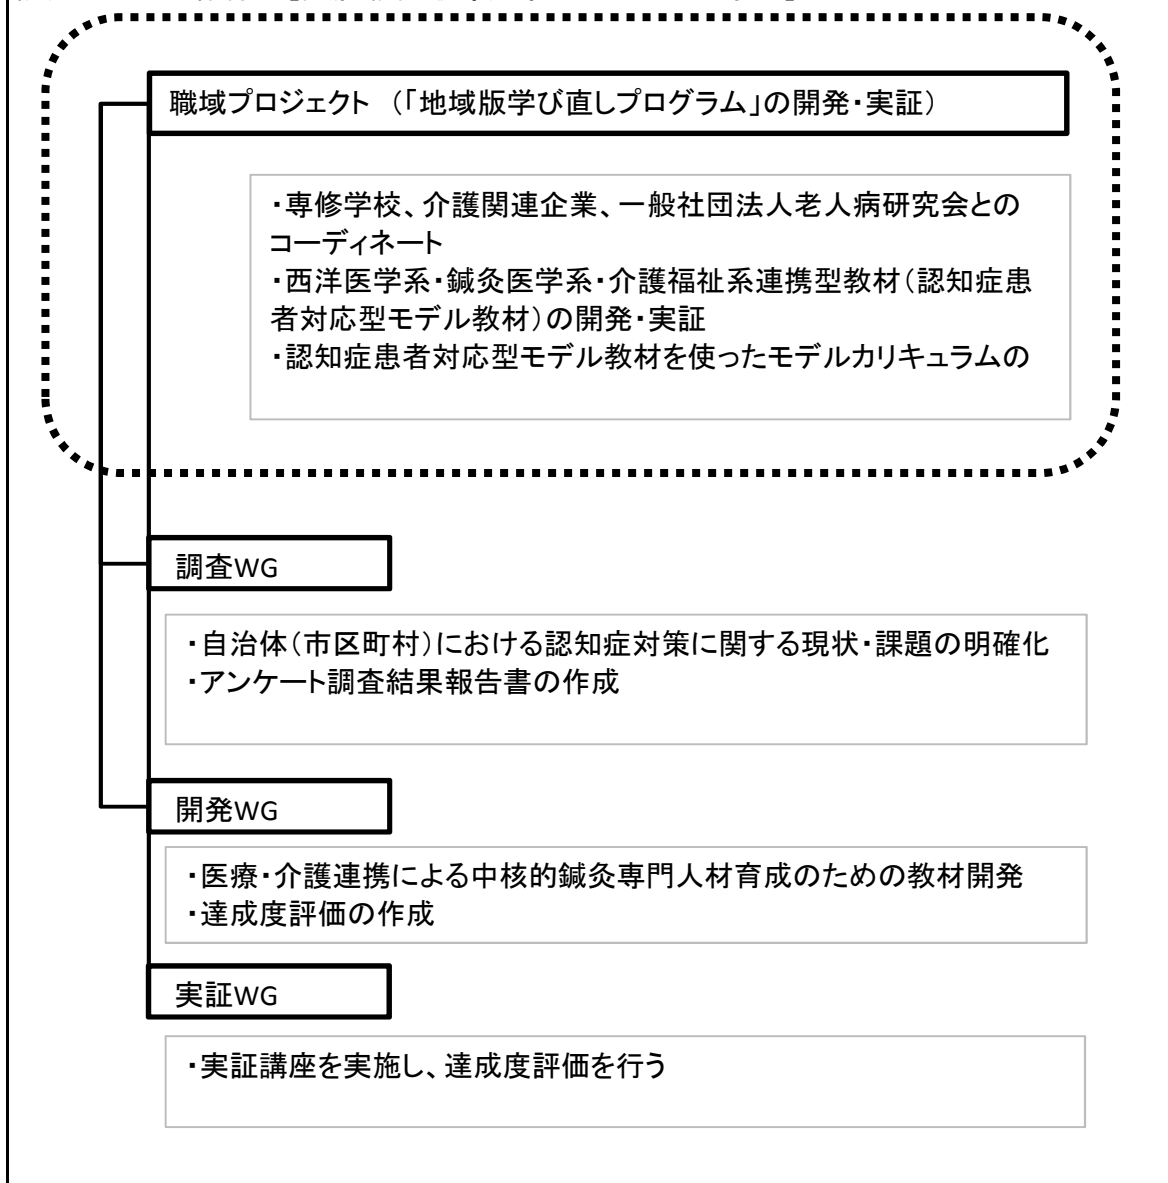 職域プロジェクト （「地域版学び直しプログラム」の開発・実証）
・専修学校、介護関連企業、一般社団法人老人病研究会との
コーディネート
・西洋医学系・鍼灸医学系・介護福祉系連携型教材（認知症患
者対応型モデル教材）の開発・実証
・認知症患者対応型モデル教材を使ったモデルカリキュラムの
調査WG
・自治体（市区町村）における認知症対策に関する現状・課題の明確化
・アンケート調査結果報告書の作成
開発WG
・医療・介護連携による中核的鍼灸専門人材育成のための教材開発
・達成度評価の作成
実証WG
・実証講座を実施し、達成度評価を行う